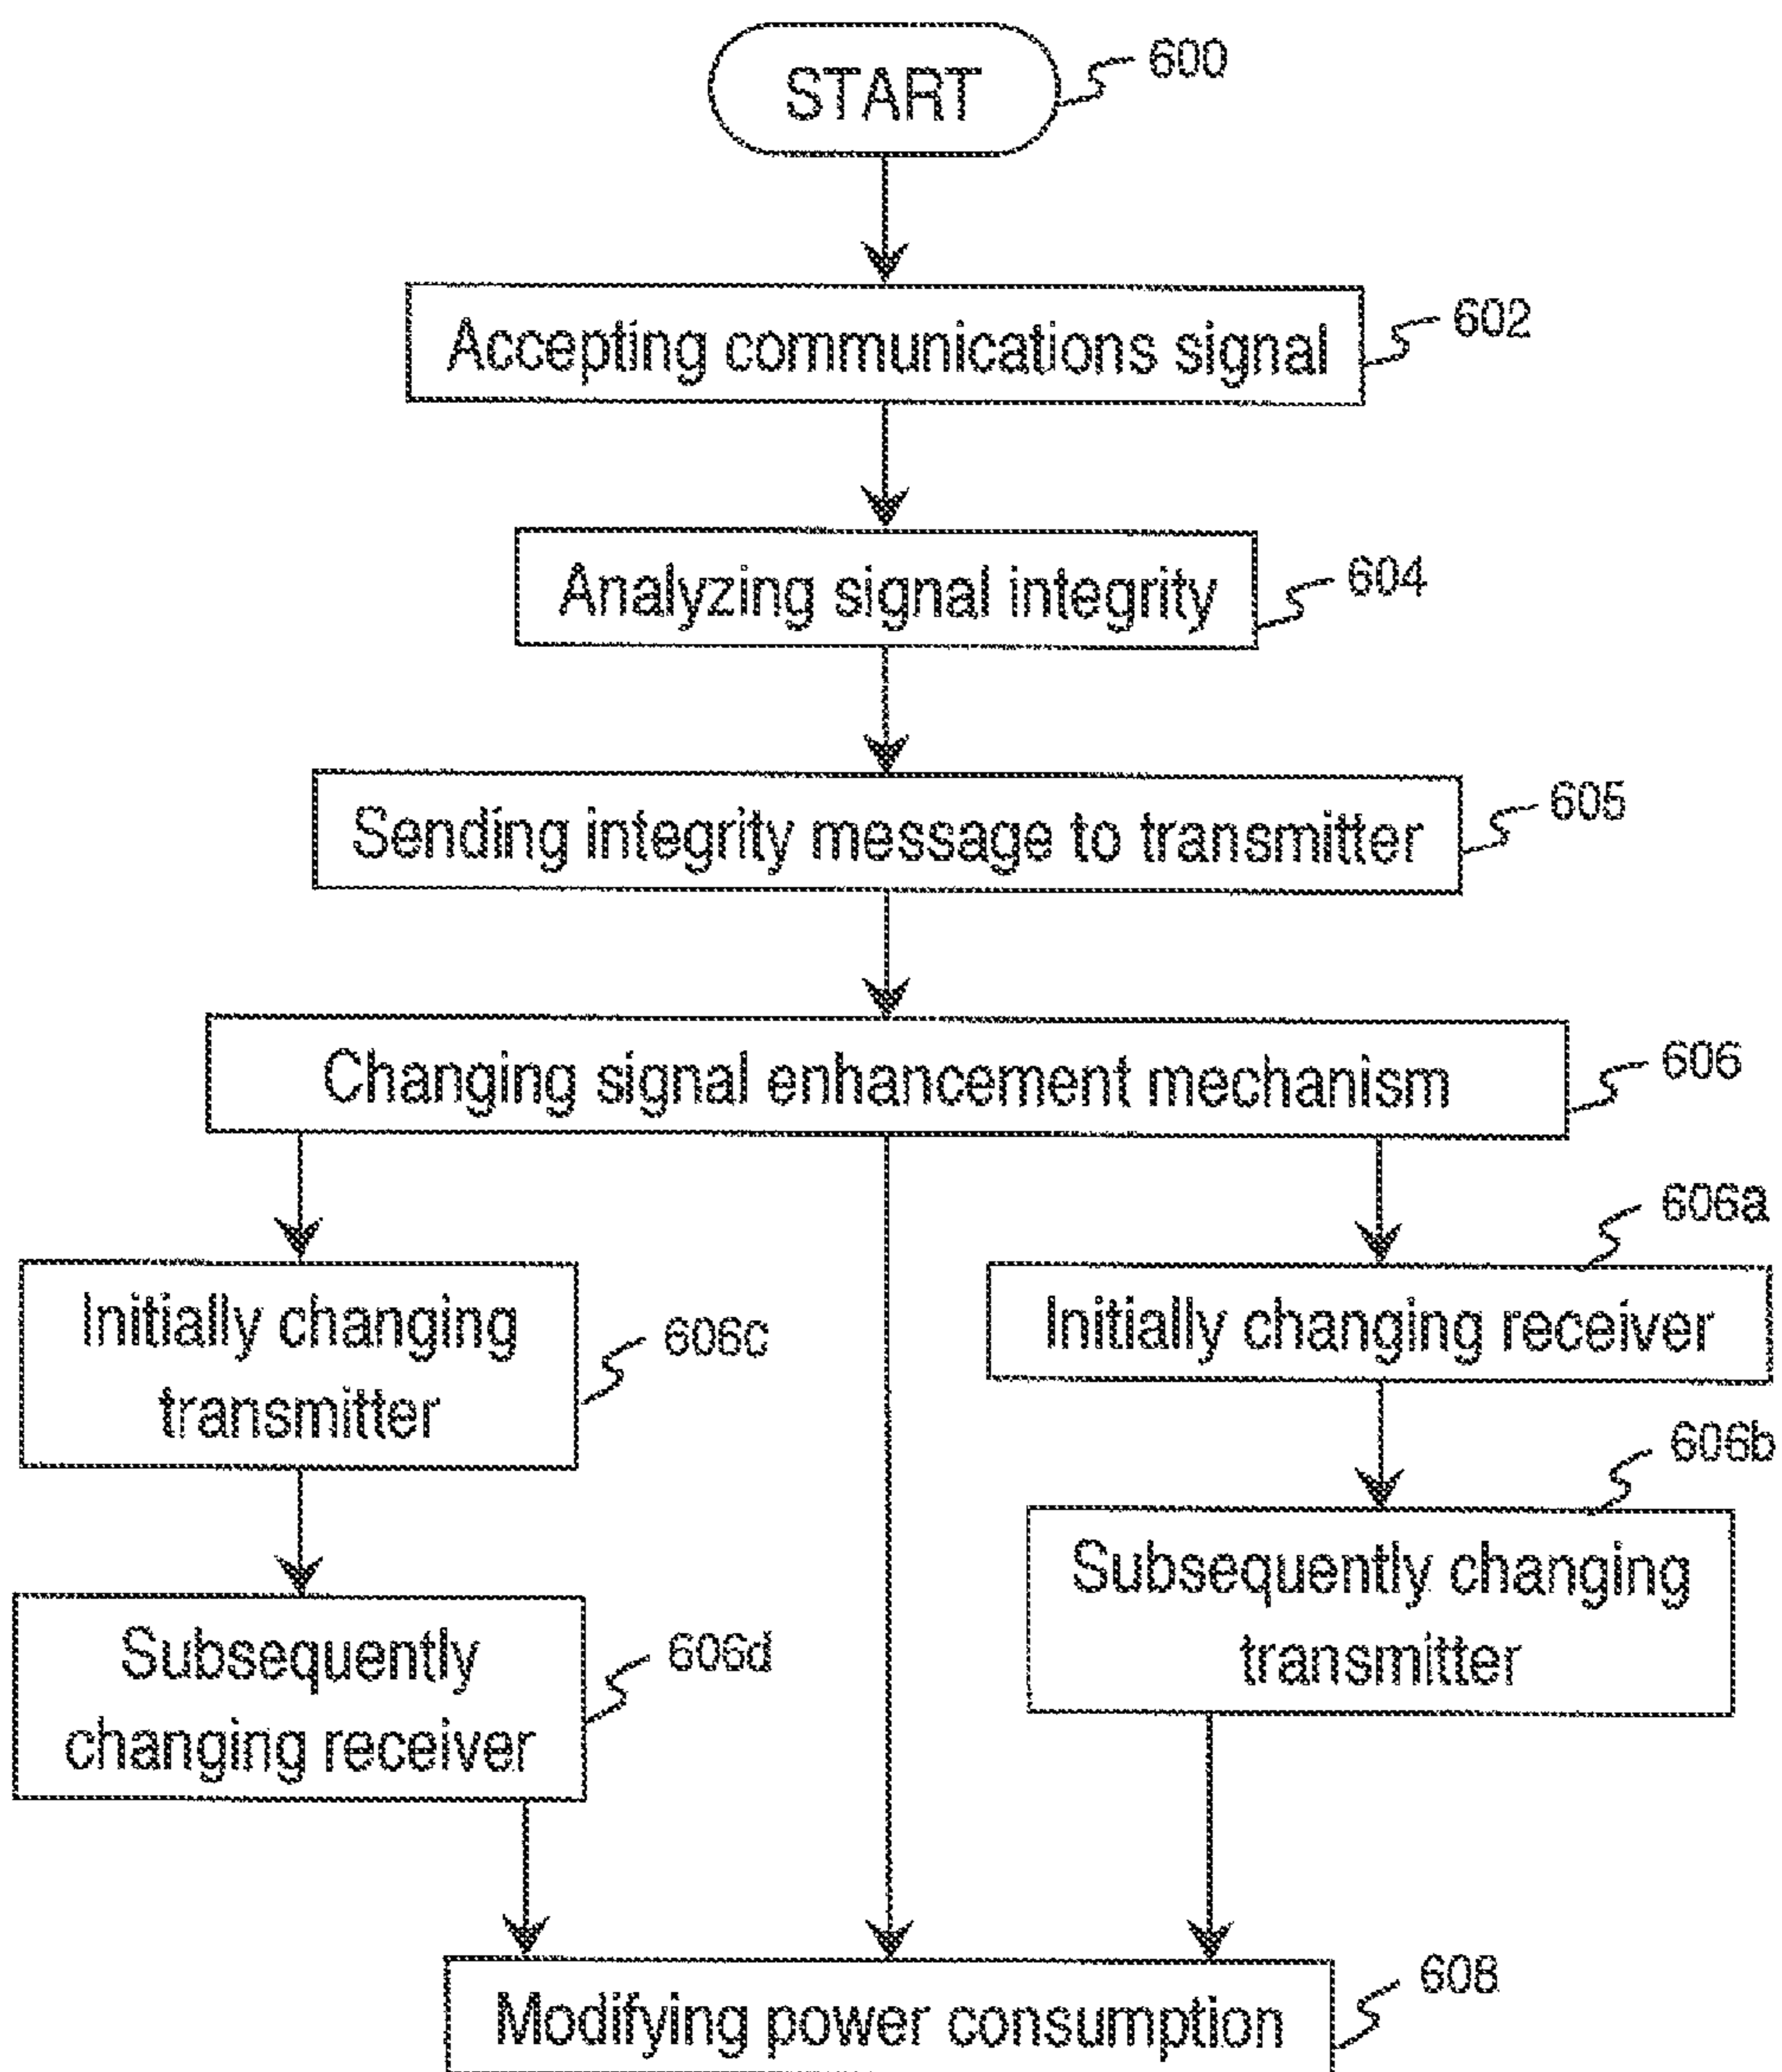 START
600
Accepting communications signal
602
Analyzing signal integrity
604
Sending integrity message to transmitter
605
Changing signal enhancement mechanism
606
606a
Initially changing
transmitter
606c
Initially changing receiver
606b
Subsequently changing
transmitter
Subsequently
changing receiver
606d
Modifying power consumption
608